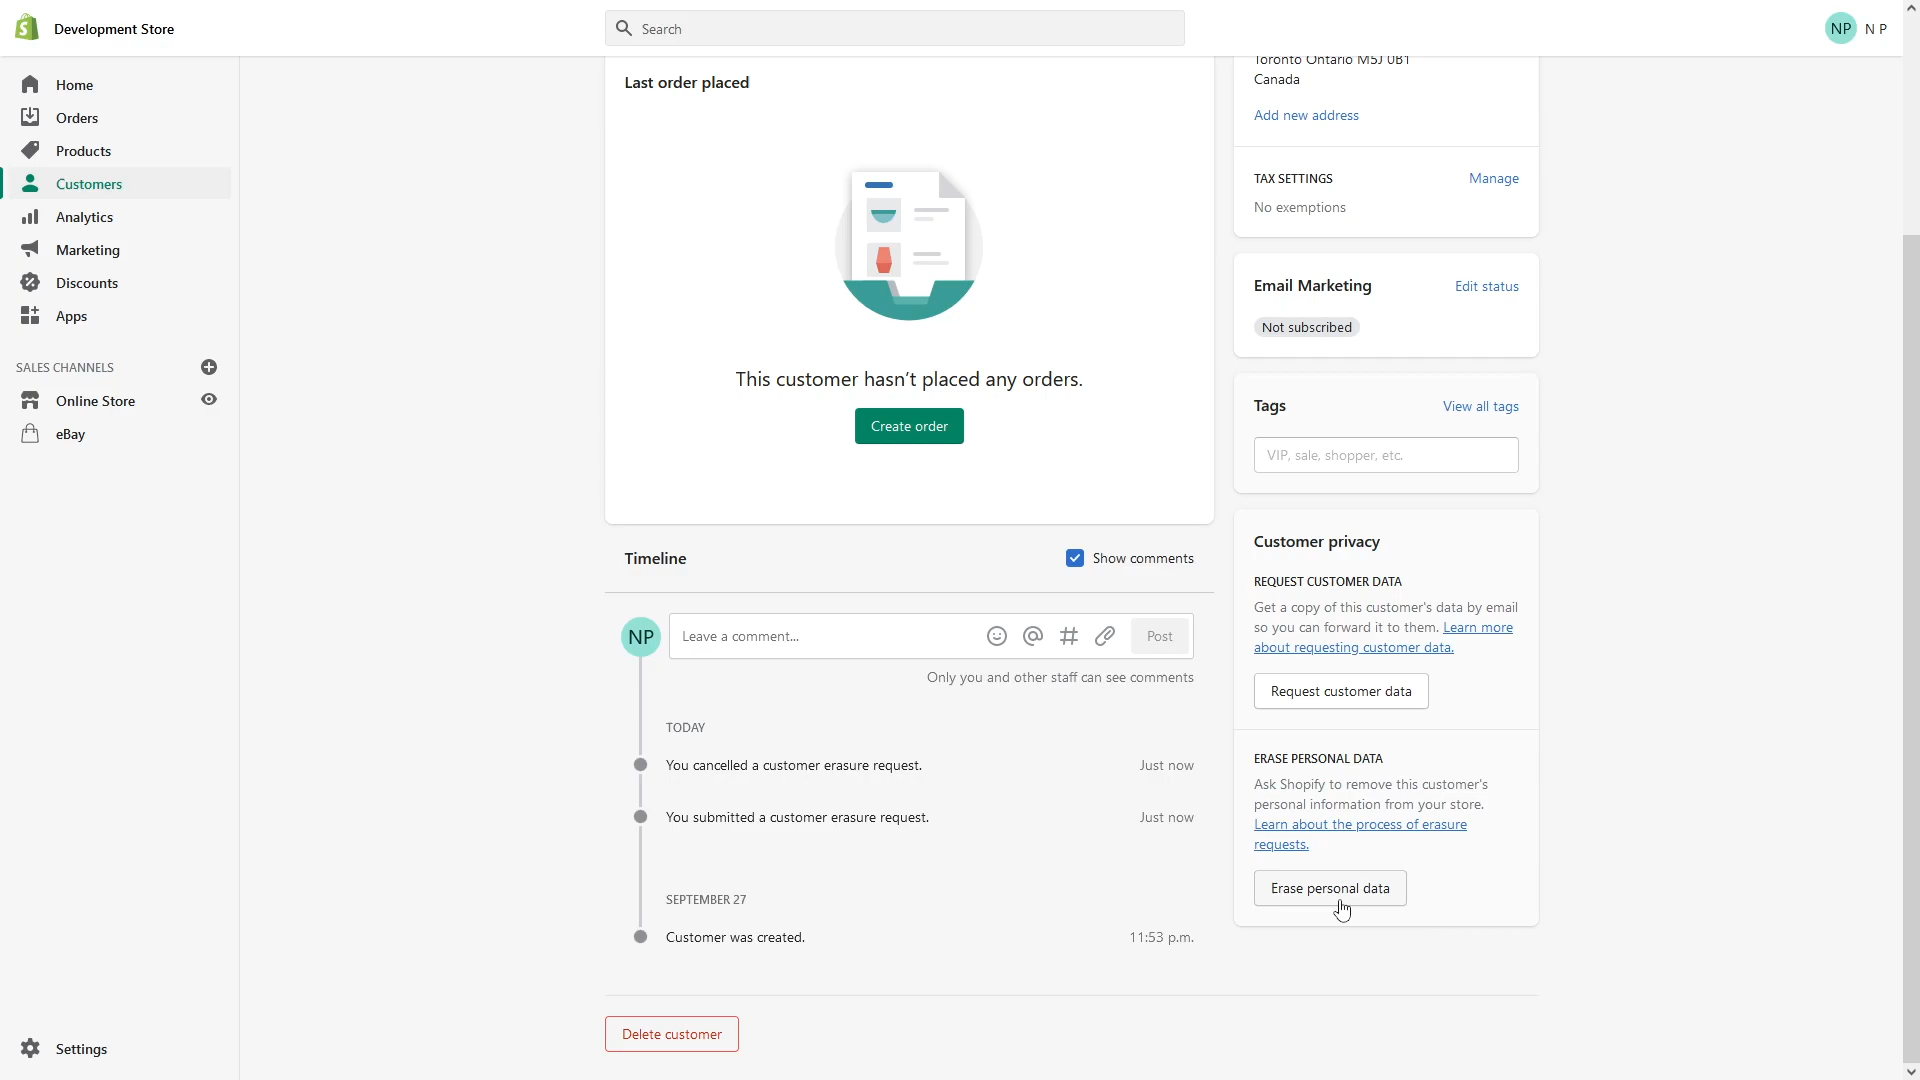 Development Store
Search
NP
N P
Home
Orders
Products
Customers
Analytics
Marketing
Discounts
Apps
SALES CHANNELS
Online Store
eBay
Settings
Last order placed
This customer hasn't placed any orders.
Create order
Timeline
Show comments
NP
Leave a comment...
Post
Only you and other staff can see comments
TODAY
You cancelled a customer erasure request.
Just now
You submitted a customer erasure request.
Just now
SEPTEMBER 27
Customer was created.
11:53 p.m.
Delete customer
Toronto Ontario M5J 0B1
Canada
Add new address
TAX SETTINGS
Manage
No exemptions
Email Marketing
Edit status
Not subscribed
Tags
View all tags
VIP, sale, shopper, etc.
Customer privacy
REQUEST CUSTOMER DATA
Get a copy of this customer's data by email
so you can forward it to them. Learn more
about requesting customer data.
Request customer data
ERASE PERSONAL DATA
Ask Shopify to remove this customer's
personal information from your store.
Learn about the process of erasure
requests.
Erase personal data